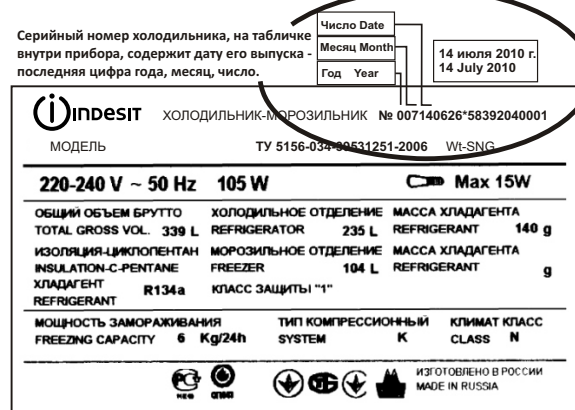 Серийный номер холодильника, на табличке
внутри прибора, содержит дату его выпуска -
последняя цифра года, месяц, число.
Число Date
Месяц Month
Год Year
14 июля 2010 г.
14 July 2010
indesit ХОЛОДИЛЬНИК-МОРОЗИЛЬНИК № 007140626*58392040001
МОДЕЛЬ ТУ 5156-034-39531251-2006 Wt-SNG
220-240 V ~ 50 Hz 105 W Max 15W
ОБЩИЙ ОБЪЕМ БРУТТО ХОЛОДИЛЬНОЕ ОТДЕЛЕНИЕ МАССА ХЛАДАГЕНТА
TOTAL GROSS VOL. 339 L REFRIGERATOR 235 L REFRIGERANT 140 g
ИЗОЛЯЦИЯ-ЦИКЛОПЕНТАН МОРОЗИЛЬНОЕ ОТДЕЛЕНИЕ МАССА ХЛАДАГЕНТА
INSULATION-C-PENTANE FREEZER 104 L REFRIGERANT g
ХЛАДАГЕНТ R134a КЛАСС ЗАЩИТЫ "1"
REFRIGERANT
МОЩНОСТЬ ЗАМОРАЖИВАНИЯ ТИП КОМПРЕССИОННЫЙ КЛИМАТ КЛАСС
FREEZING CAPACITY 6 Kg/24h SYSTEM K CLASS N
ИЗГОТОВЛЕНО В РОССИИ
MADE IN RUSSIA